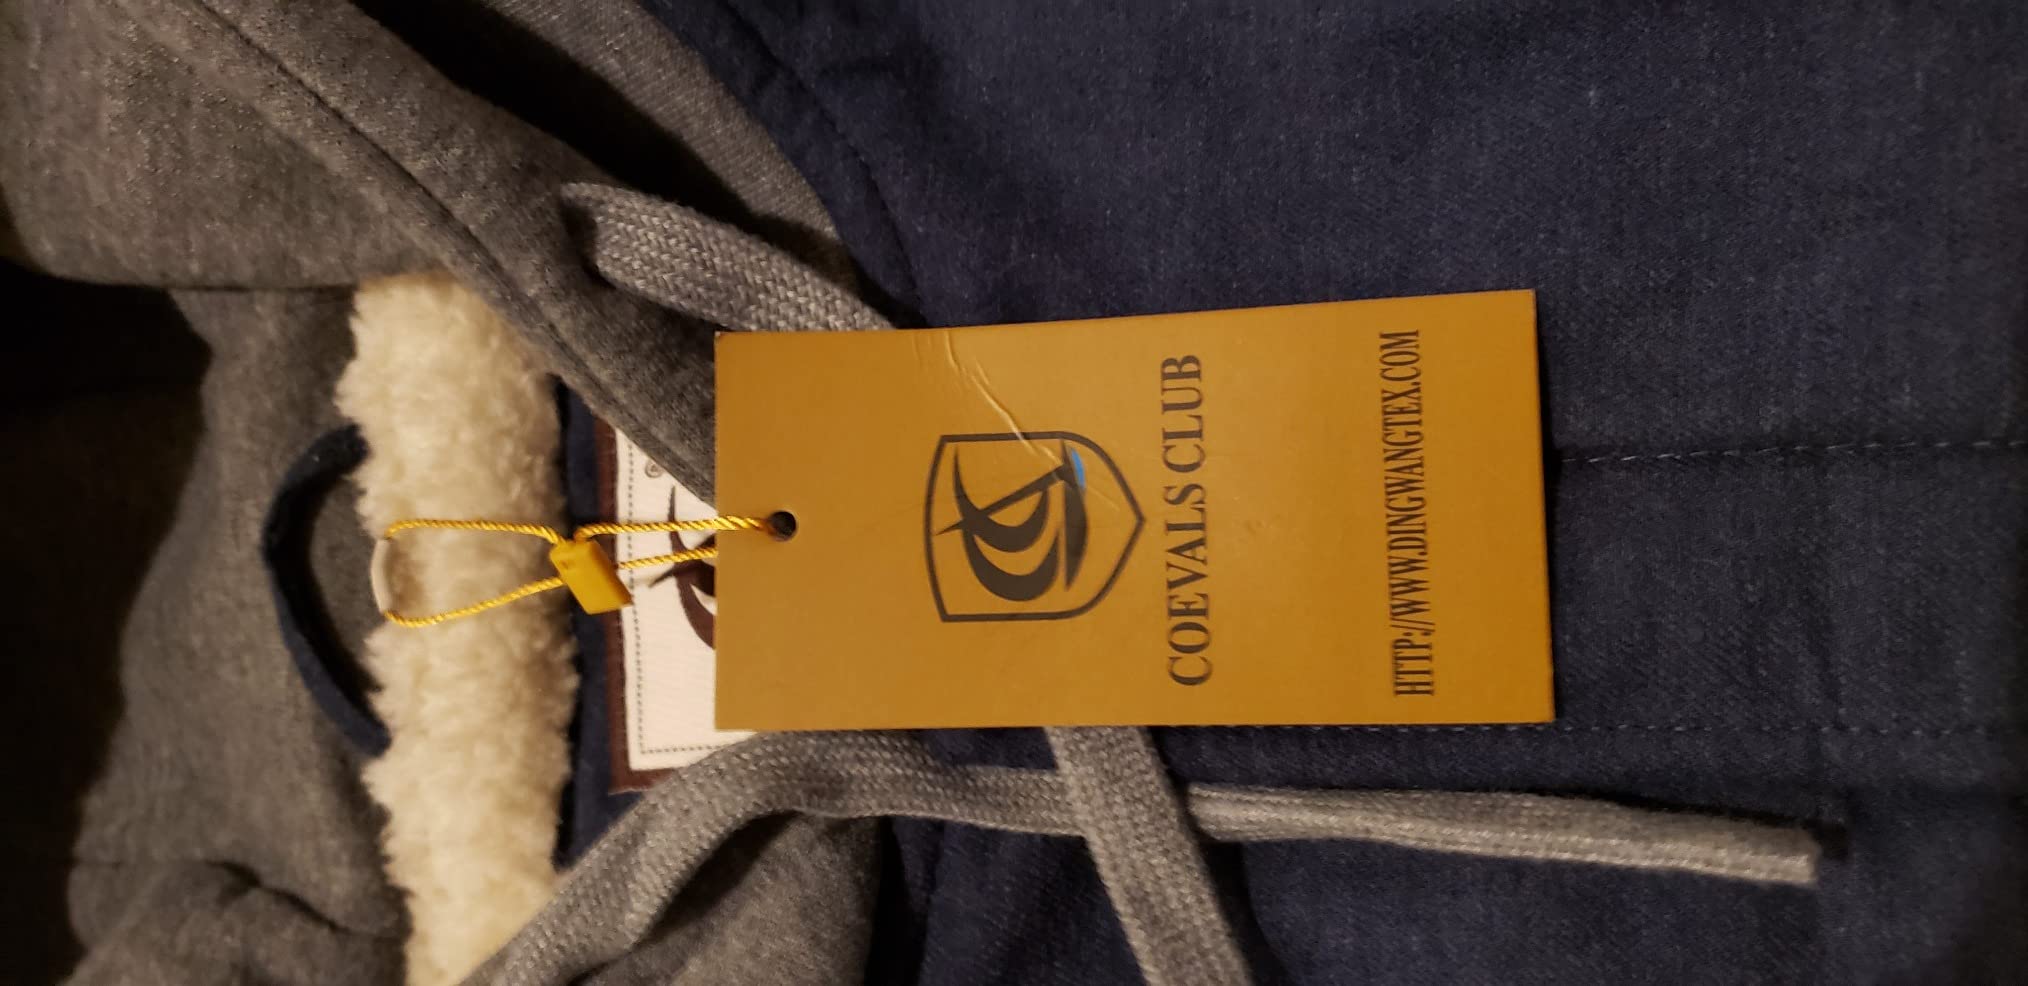 COEVALS CLUB
HTTP://WWW.DINGWANGTEX.COM
®